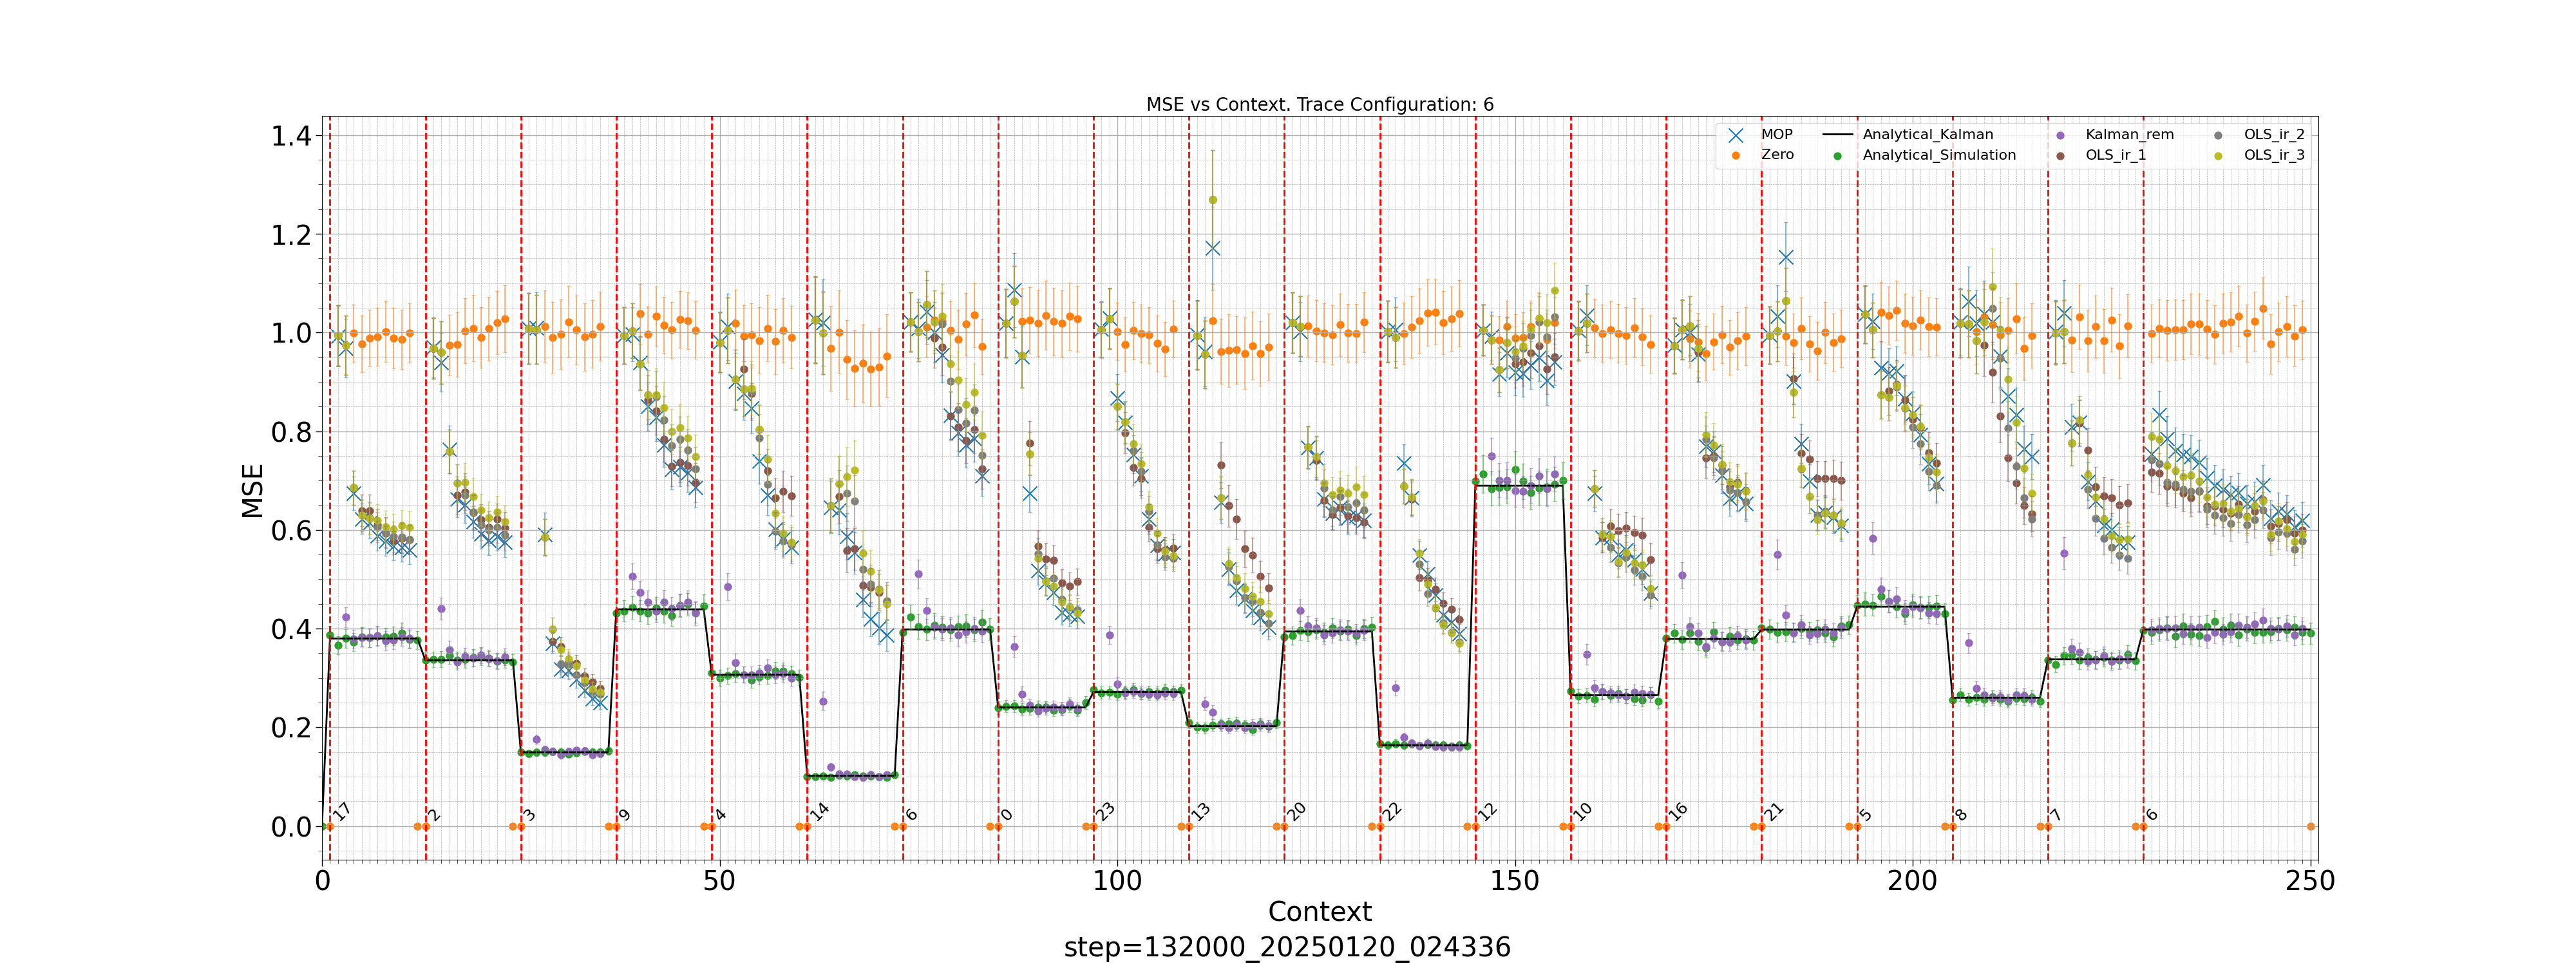 MSE vs Context. Trace Configuration: 6
MOP
Zero
Analytical_Kalman
Analytical_Simulation
Kalman_rem
OLS_ir_1
OLS_ir_2
OLS_ir_3
1.4
1.2
1.0
0.8
0.6
0.4
0.2
0.0
MSE
17 2 3 9 4 14 6 0 23 13 20 22 12 10 16 21 5 8 7 6
0 50 100 150 200 250
Context
step=132000_20250120_024336